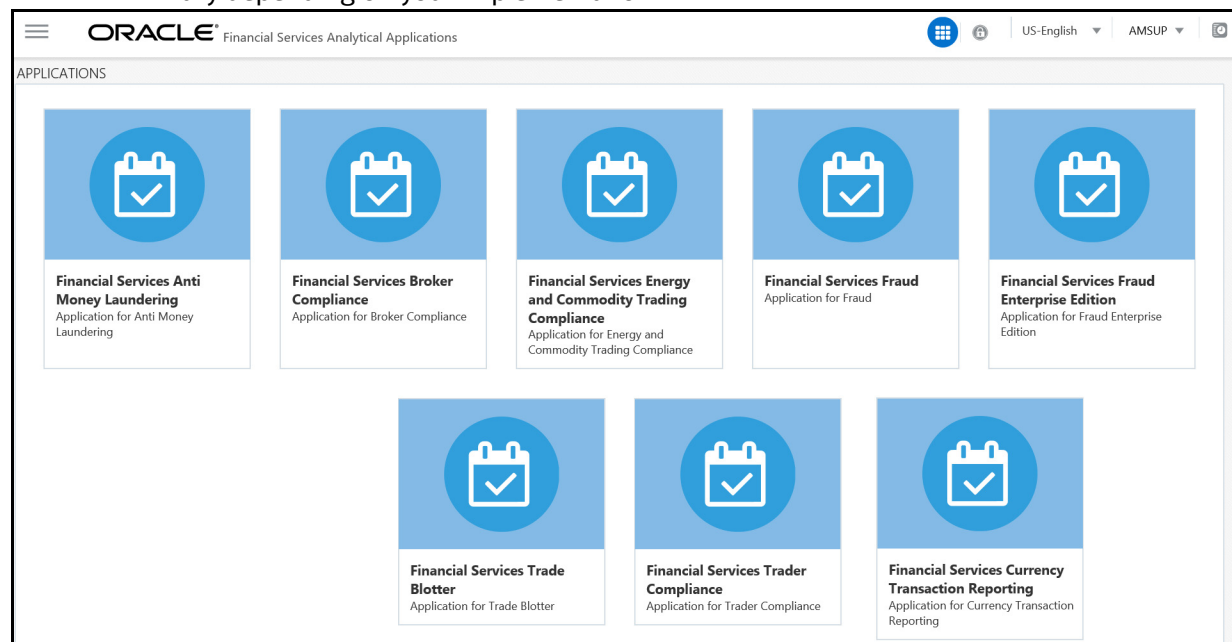 ORACLE® Financial Services Analytical Applications
US-English
AMSUP
APPLICATIONS
Financial Services Anti
Money Laundering
Application for Anti Money
Laundering
Financial Services Broker
Compliance
Application for Broker Compliance
Financial Services Energy
and Commodity Trading
Compliance
Application for Energy and
Commodity Trading Compliance
Financial Services Fraud
Application for Fraud
Financial Services Fraud
Enterprise Edition
Application for Fraud Enterprise
Edition
Financial Services Trade
Blotter
Application for Trade Blotter
Financial Services Trader
Compliance
Application for Trader Compliance
Financial Services Currency
Transaction Reporting
Application for Currency Transaction
Reporting